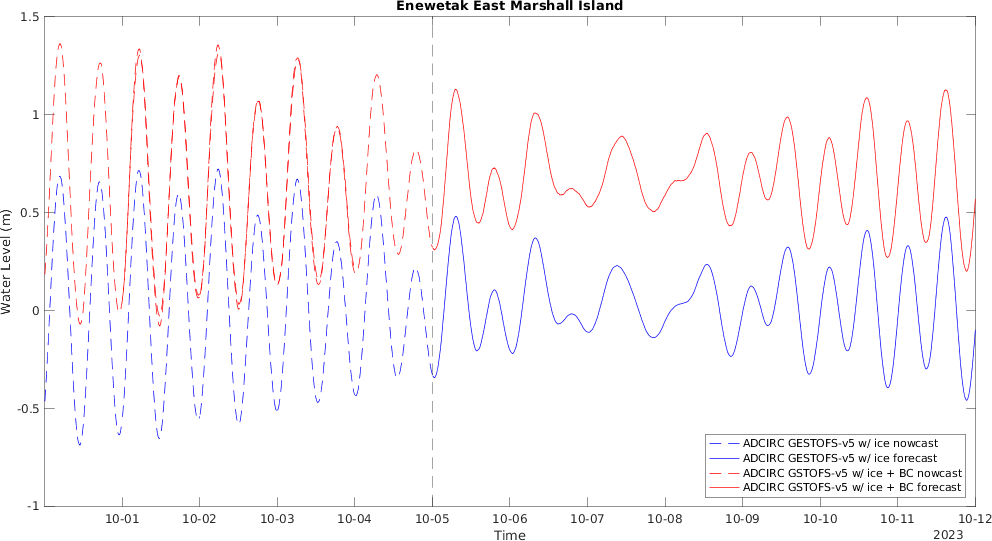 Enewetak East Marshall Island
1.5
1
0.5
0
-0.5
-1
Water Level (m)
10-01
10-02
10-03
10-04
10-05
10-06
10-07
10-08
10-09
10-10
10-11
10-12
Time
2023
ADCIRC GESTOFS-v5 w/ ice nowcast
ADCIRC GESTOFS-v5 w/ ice forecast
ADCIRC GSTOFS-v5 w/ ice + BC nowcast
ADCIRC GSTOFS-v5 w/ ice + BC forecast